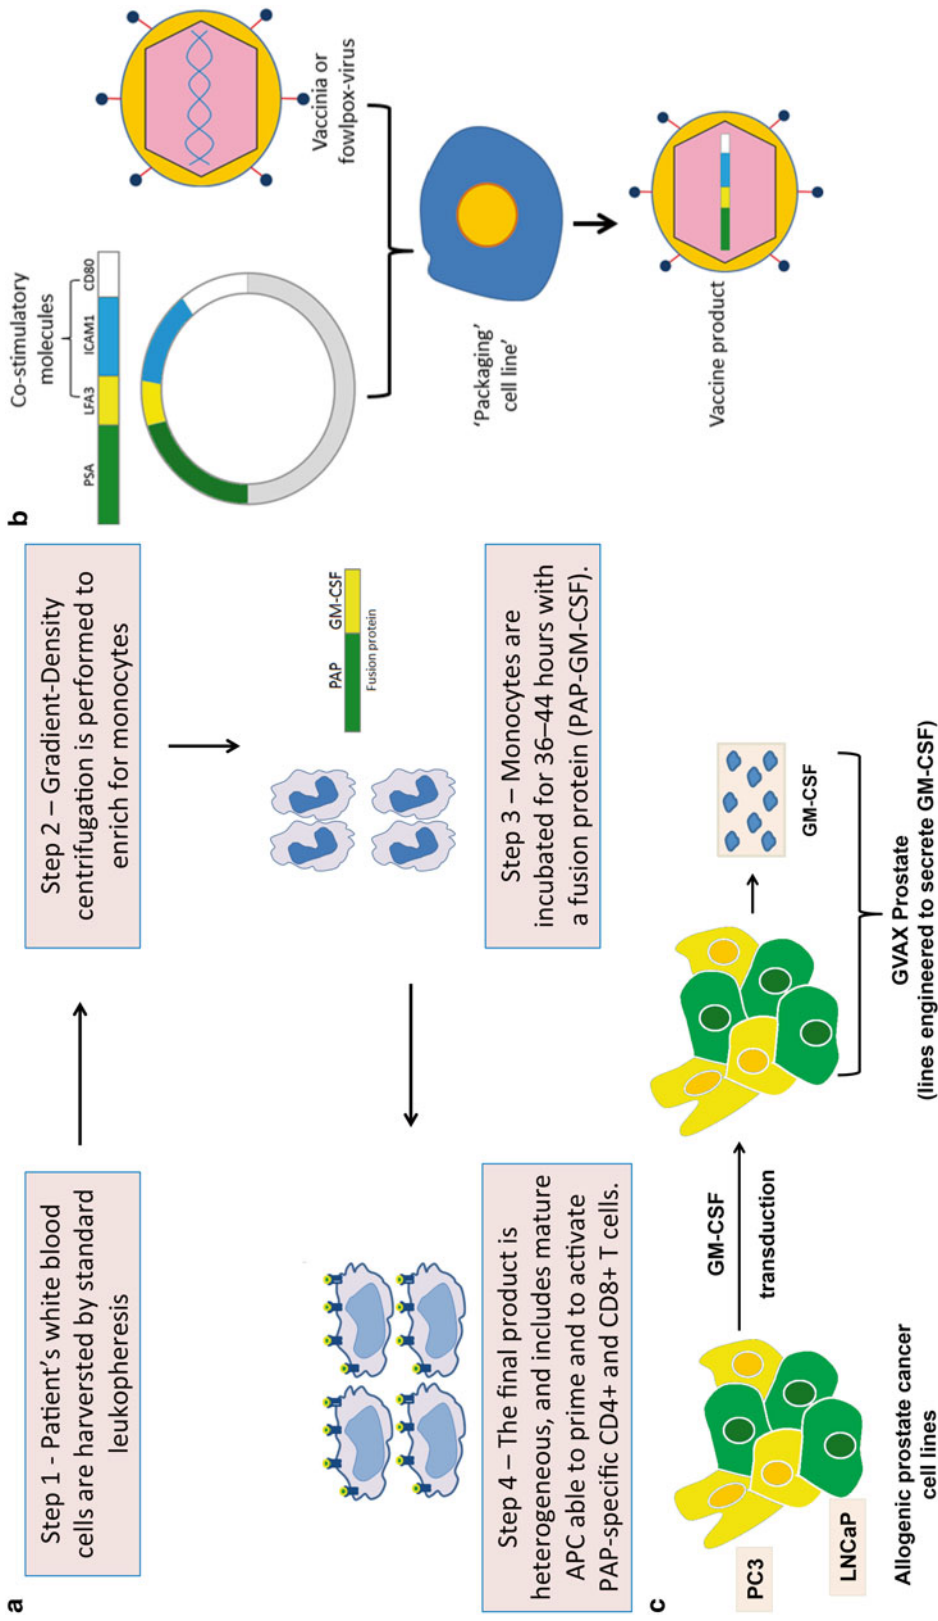 a
Step 1 - Patient's white blood
cells are harversted by standard
leukopheresis
Step 2 – Gradient-Density
centrifugation is performed to
enrich for monocytes
PAP GM-CSF
Fusion protein
Step 3 – Monocytes are
incubated for 36–44 hours with
a fusion protein (PAP-GM-CSF).
Step 4 – The final product is
heterogeneous, and includes mature
APC able to prime and to activate
PAP-specific CD4+ and CD8+ T cells.
b
Co-stimulatory
molecules
PSA LFA3 ICAM1 CD80
Vaccinia or
fowlpox-virus
'Packaging'
cell line'
Vaccine product
c
PC3
LNCaP
Allogenic prostate cancer
cell lines
GM-CSF
transduction
GM-CSF
GVAX Prostate
(lines engineered to secrete GM-CSF)